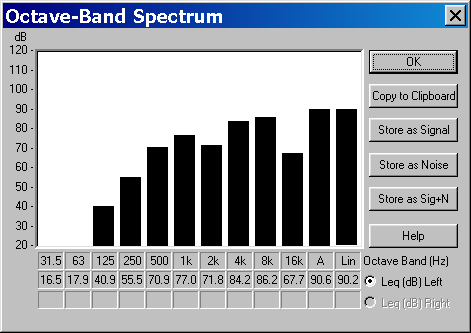 Octave-Band Spectrum
dB
120
110
100
90
80
70
60
50
40
30
20
OK
Copy to Clipboard
Store as Signal
Store as Noise
Store as Sig+N
Help
31.5 63 125 250 500 1k 2k 4k 8k 16k A Lin Octave Band (Hz)
16.5 17.9 40.9 55.5 70.9 77.0 71.8 84.2 86.2 67.7 90.6 90.2 Leq (dB) Left
Leq (dB) Right